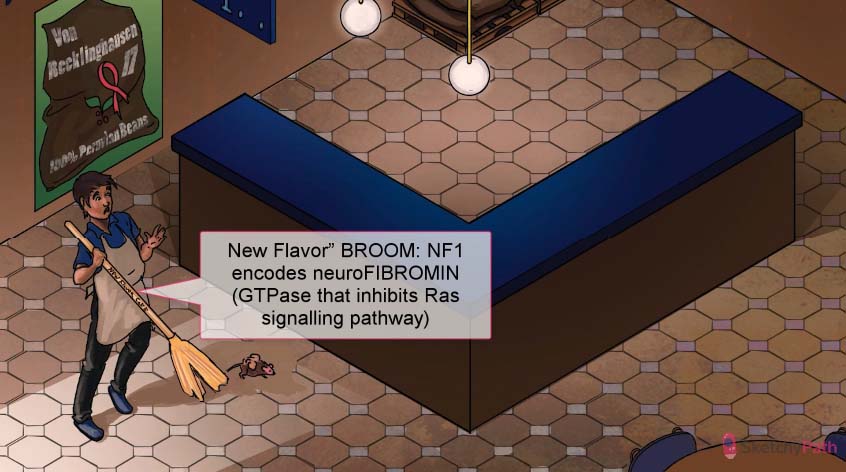 Von
Recklinghausen
17
100% Peruvian Beans
New Flavor” BROOM: NF1
encodes neuroFIBROMIN
(GTPase that inhibits Ras
signalling pathway)
SketchyPath